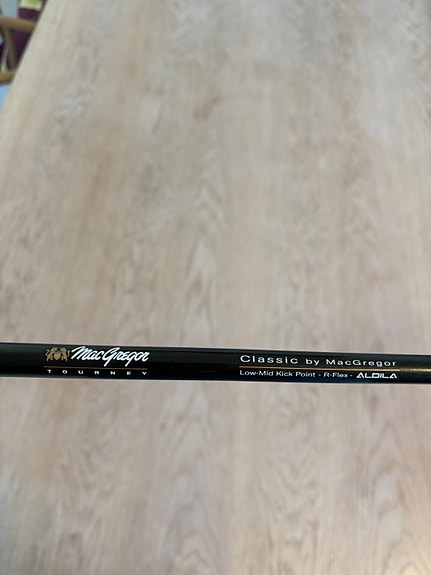 MacGregor
TOURNEY
Classic by MacGregor
Low-Mid Kick Point - R-Flex - ALDILA